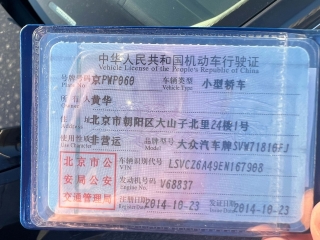 中华人民共和国机动车行驶证
Vehicle License of the People's Republic of China
号牌号码 京PWP060 车辆类型 小型轿车
Plate No. Vehicle Type
所有人 黄华
住址 北京市朝阳区大山子北里24楼1号
使用性质 非营运 品牌型号 大众汽车牌SVW71816FJ
Use Character Model
北京市公 车辆识别代号 LSVCZ6A49EN167908
VIN
安局公安 发动机号码 V68837
交通管理局 注册日期 2014-10-23 发证日期 2014-10-23